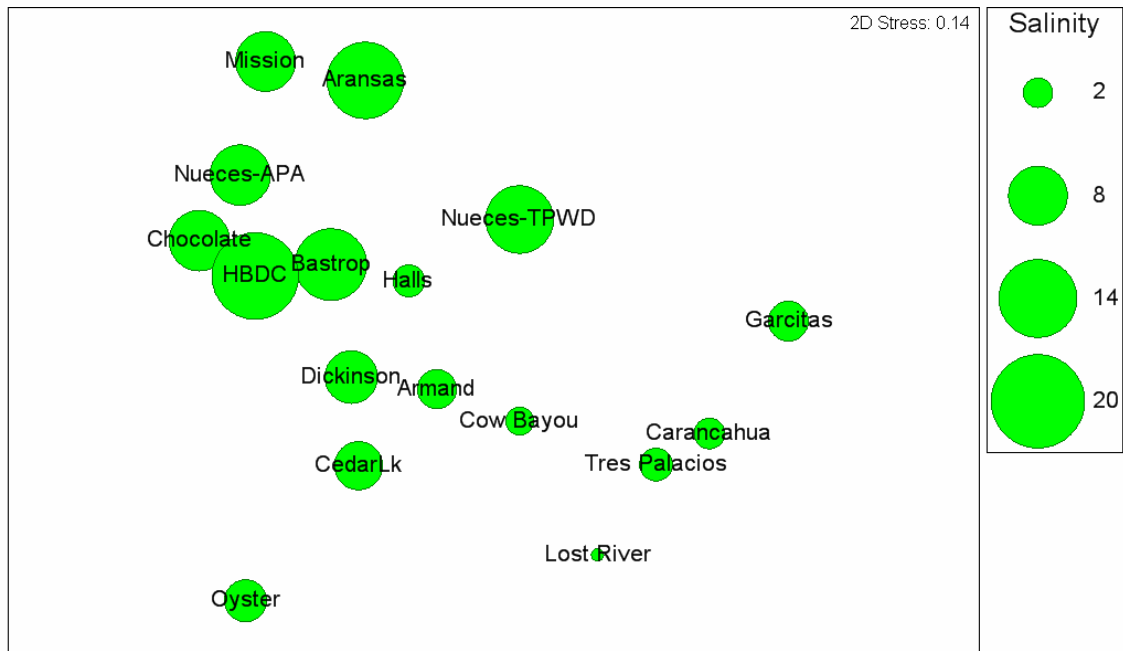 2D Stress: 0.14
Salinity
2
8
14
20
Mission
Aransas
Nueces-APA
Nueces-TPWD
Chocolate
HBDC
Bastrop
Halls
Garcitas
Dickinson
Armand
Cow Bayou
Carancahua
CedarLk
Tres Palacios
Lost River
Oyster